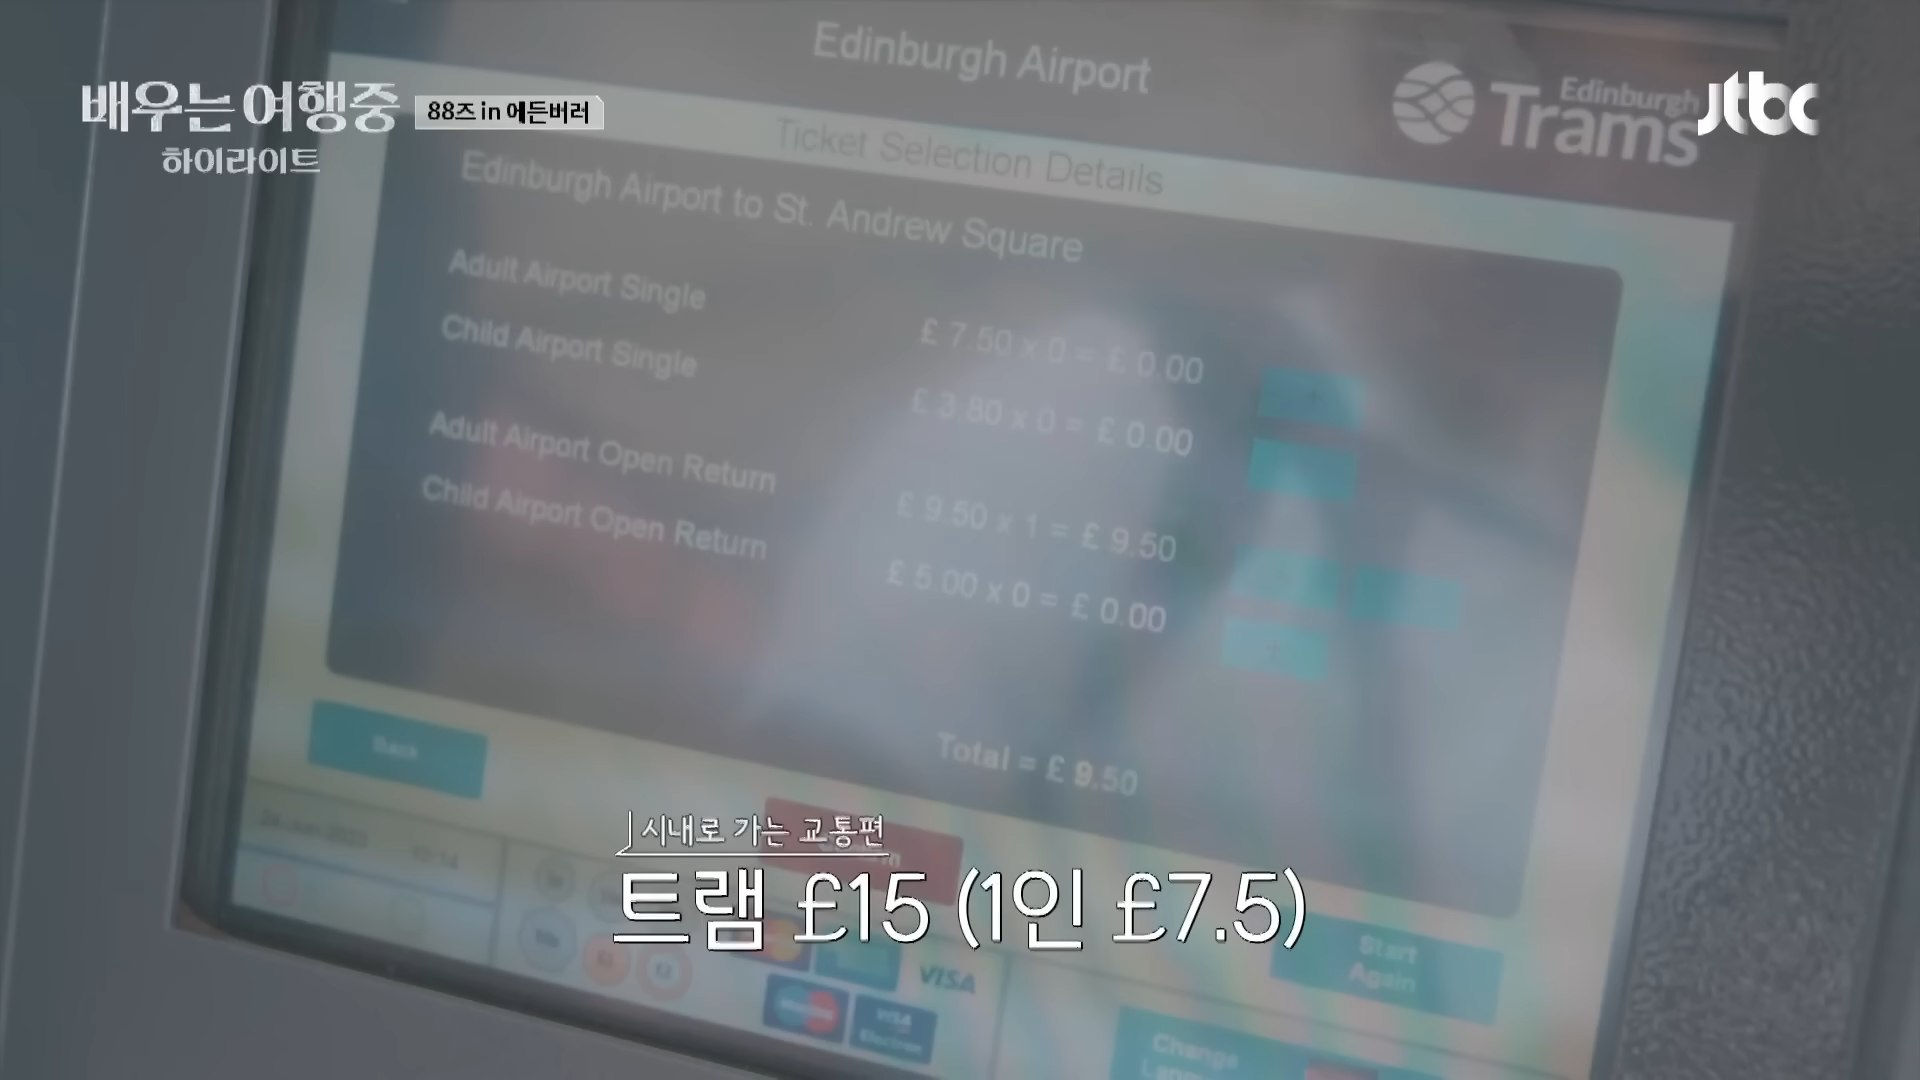 배우는 여행중
88즈 in 에든버러
하이라이트
jtbc
Edinburgh Airport
Edinburgh
Trams
Ticket Selection Details
Edinburgh Airport to St. Andrew Square
Adult Airport Single £ 7.50 x 0 = £ 0.00
Child Airport Single £ 3.80 x 0 = £ 0.00
Adult Airport Open Return £ 9.50 x 1 = £ 9.50
Child Airport Open Return £ 5.00 x 0 = £ 0.00
Total = £ 9.50
Back
시내로 가는 교통편
트램 £15 (1인 £7.5)
Start
Again
VISA
VISA
Electron
Change